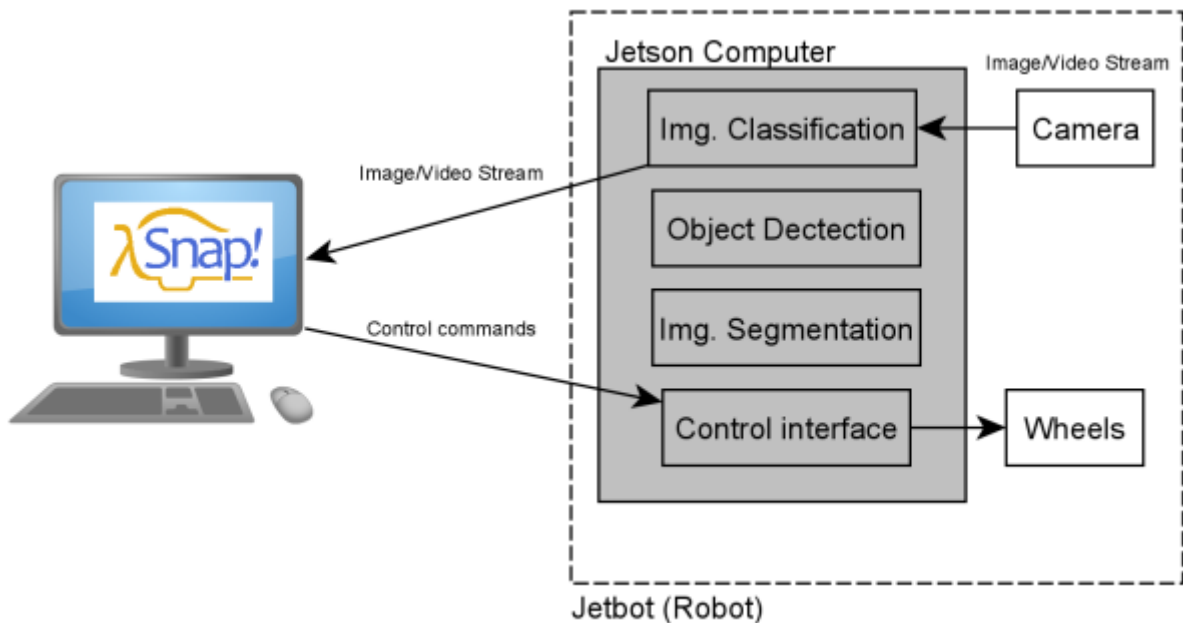 Jetson Computer
Image/Video Stream
Img. Classification
Camera
Image/Video Stream
λSnap!
Object Dectection
Img. Segmentation
Control commands
Control interface
Wheels
Jetbot (Robot)